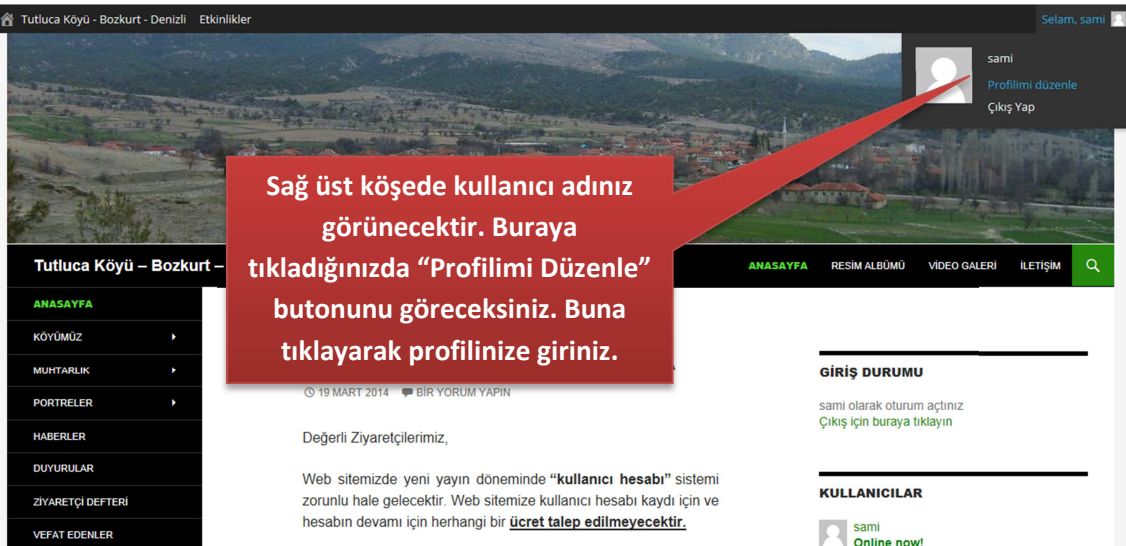 Tutluca Köyü - Bozkurt - Denizli Etkinlikler
Selam, sami
sami
Profilimi düzenle
Çıkış Yap
Sağ üst köşede kullanıcı adınız
görünecektir. Buraya
tıkladığınızda “Profilimi Düzenle”
butonunu göreceksiniz. Buna
tıklayarak profilinize giriniz.
Tutluca Köyü – Bozkurt –
ANASAYFA RESİM ALBÜMÜ VİDEO GALERİ İLETİŞİM
ANASAYFA
KÖYÜMÜZ
MUHTARLIK
PORTRELER
HABERLER
DUYURULAR
ZİYARETÇİ DEFTERİ
VEFAT EDENLER
19 MART 2014 BİR YORUM YAPIN
Değerli Ziyaretçilerimiz,
Web sitemizde yeni yayın döneminde “kullanıcı hesabı” sistemi
zorunlu hale gelecektir. Web sitemize kullanıcı hesabı kaydı için ve
hesabın devamı için herhangi bir ücret talep edilmeyecektir.
GİRİŞ DURUMU
sami olarak oturum açtınız
Çıkış için buraya tıklayın
KULLANICILAR
sami
Online now!